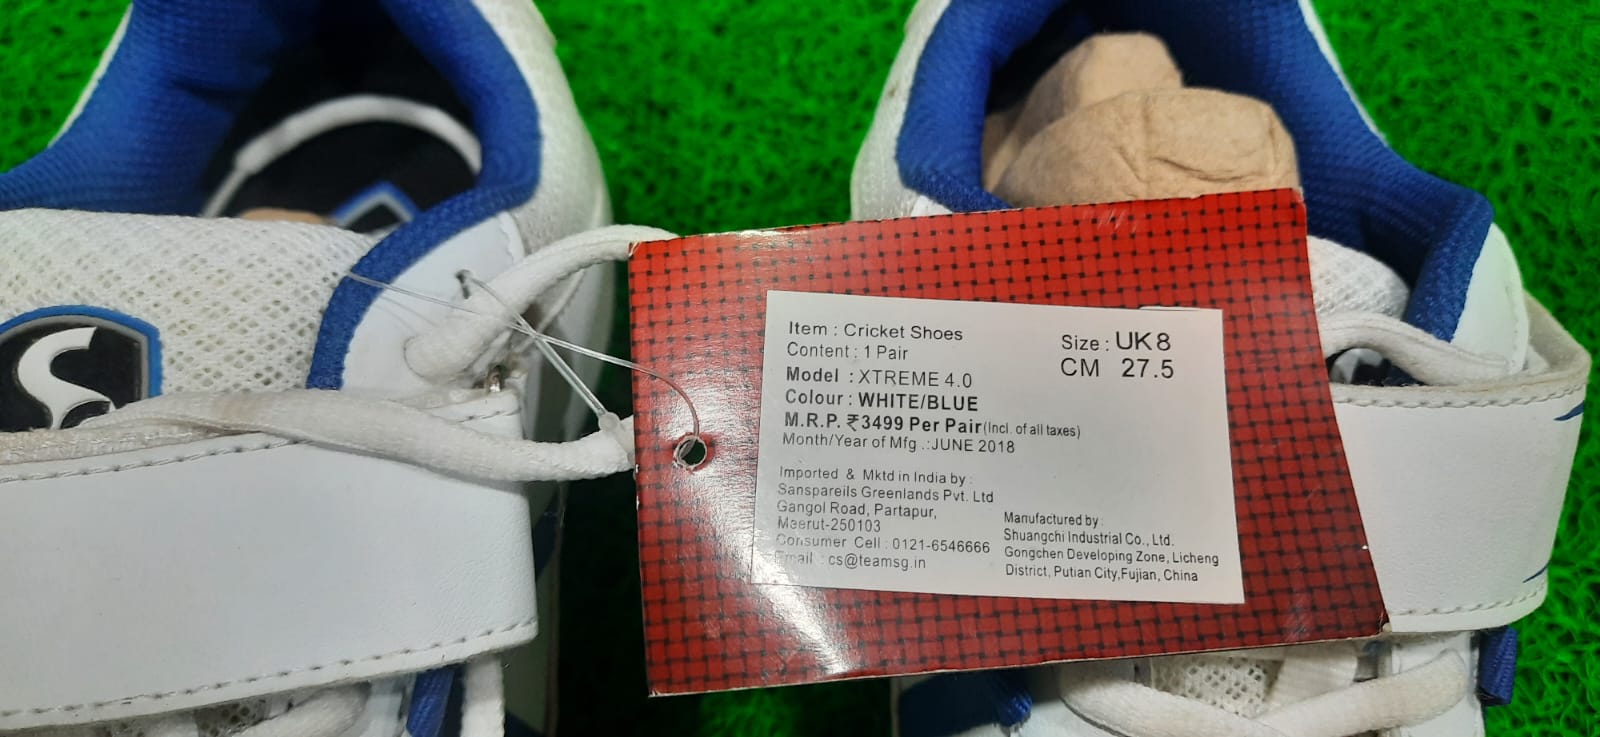 Item : Cricket Shoes
Content : 1 Pair
Model : XTREME 4.0
Colour : WHITE/BLUE
M.R.P. ₹3499 Per Pair (Incl. of all taxes)
Month/Year of Mfg .:JUNE 2018
Size : UK 8
CM 27.5
Imported & Mktd in India by :
Sanspareils Greenlands Pvt. Ltd
Gangol Road, Partapur,
Meerut-250103
Consumer Cell : 0121-6546666
Email : cs@teamsg.in
Manufactured by :
Shuangchi Industrial Co., Ltd.
Gongchen Developing Zone, Licheng
District, Putian City,Fujian, China
S